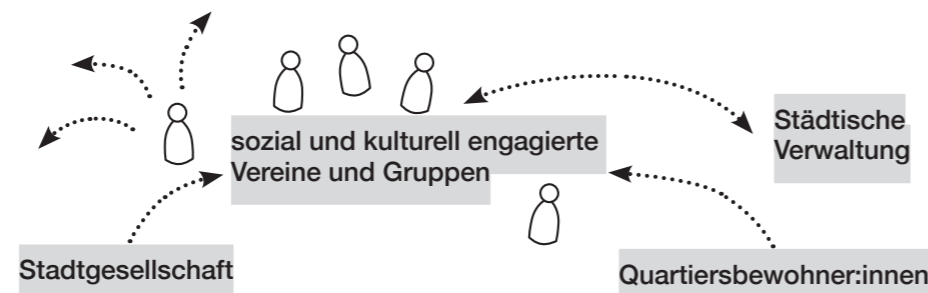 sozial und kulturell engagierte
Vereine und Gruppen
Städtische
Verwaltung
Stadtgesellschaft
Quartiersbewohner:innen